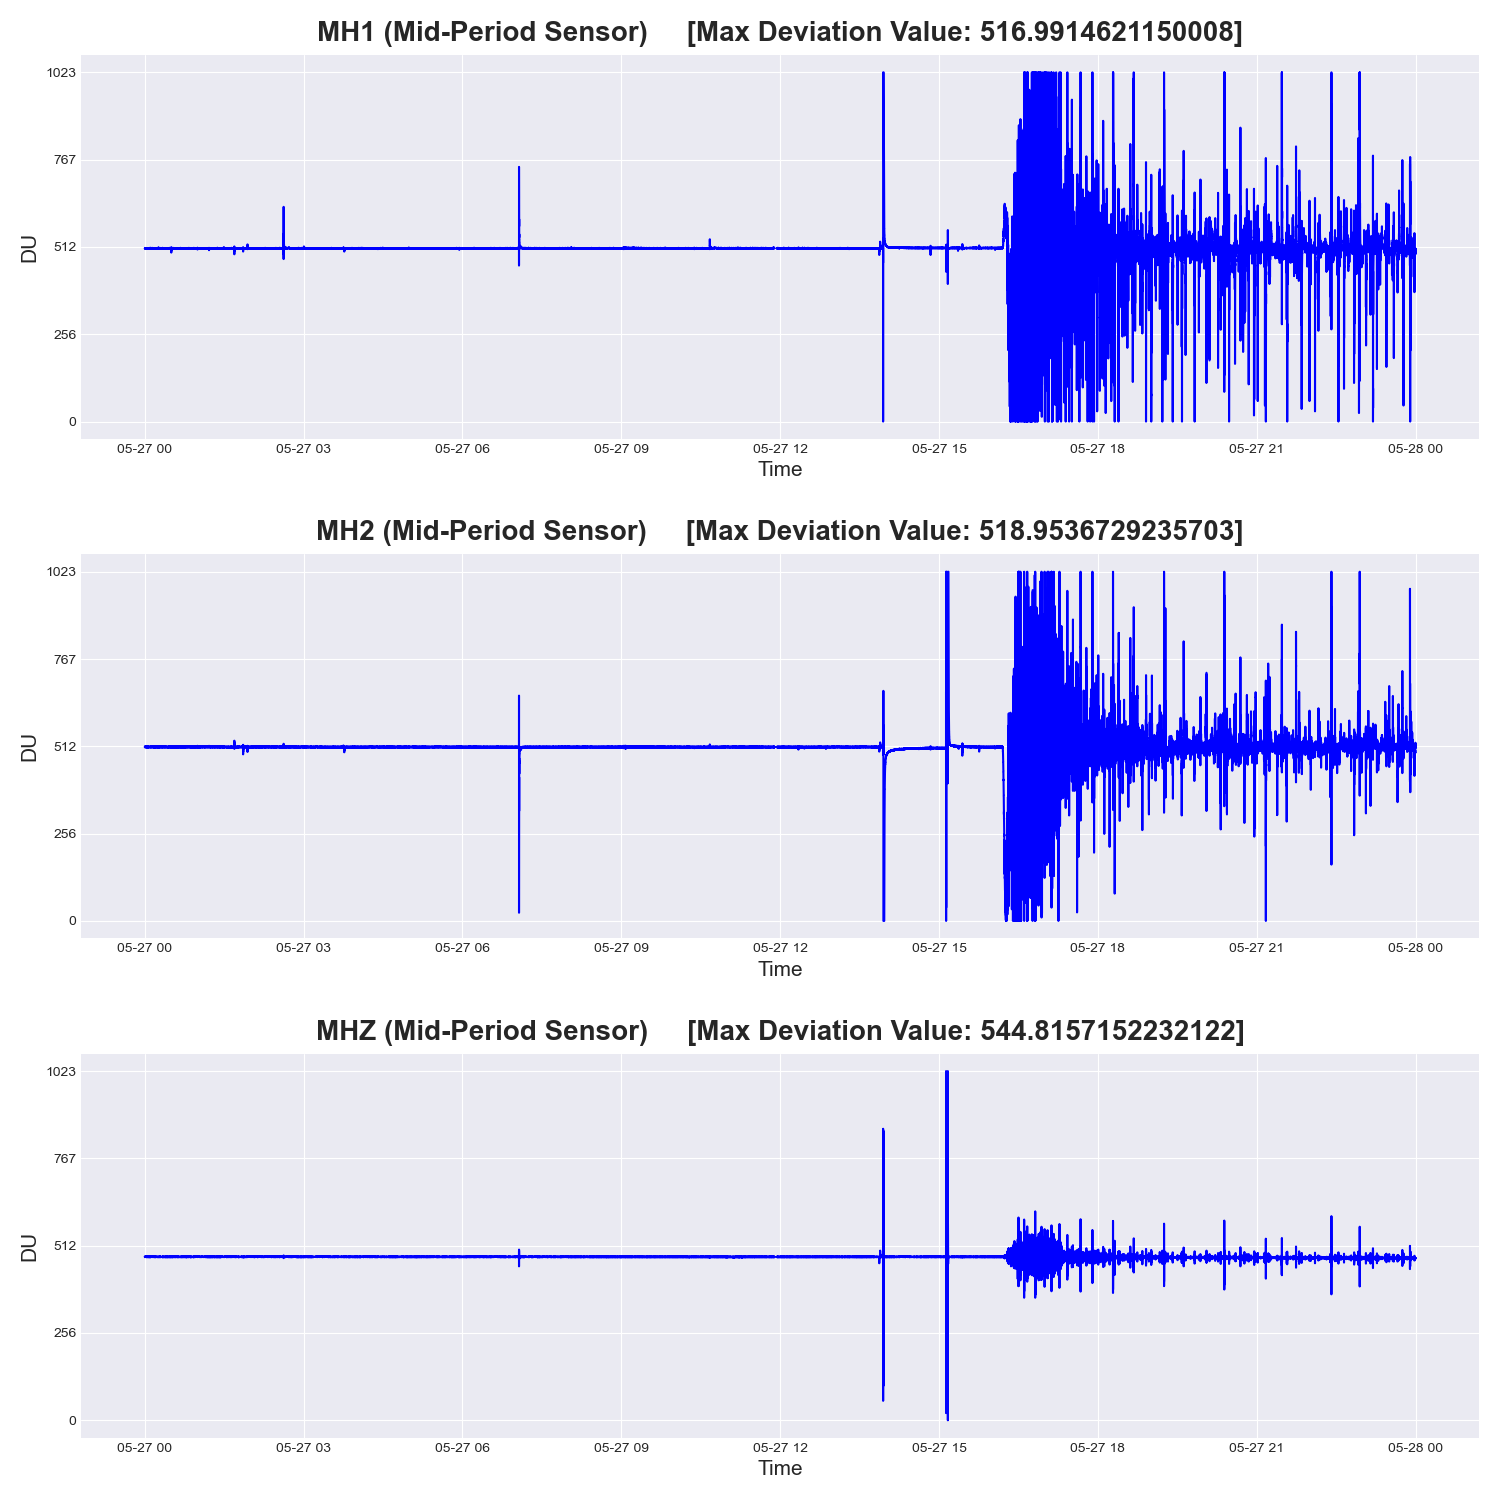 MH1 (Mid-Period Sensor) [Max Deviation Value: 516.9914621150008]
1023
767
512
256
0
DU
05-27 00 05-27 03 05-27 06 05-27 09 05-27 12 05-27 15 05-27 18 05-27 21 05-28 00
Time
MH2 (Mid-Period Sensor) [Max Deviation Value: 518.9536729235703]
1023
767
512
256
0
DU
05-27 00 05-27 03 05-27 06 05-27 09 05-27 12 05-27 15 05-27 18 05-27 21 05-28 00
Time
MHZ (Mid-Period Sensor) [Max Deviation Value: 544.8157152232122]
1023
767
512
256
0
DU
05-27 00 05-27 03 05-27 06 05-27 09 05-27 12 05-27 15 05-27 18 05-27 21 05-28 00
Time